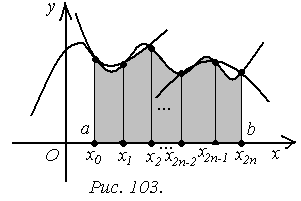 y
...
a b
O x₀ x₁ x₂ ... x₂ₙ₋₂ x₂ₙ₋₁ x₂ₙ x
Рис. 103.